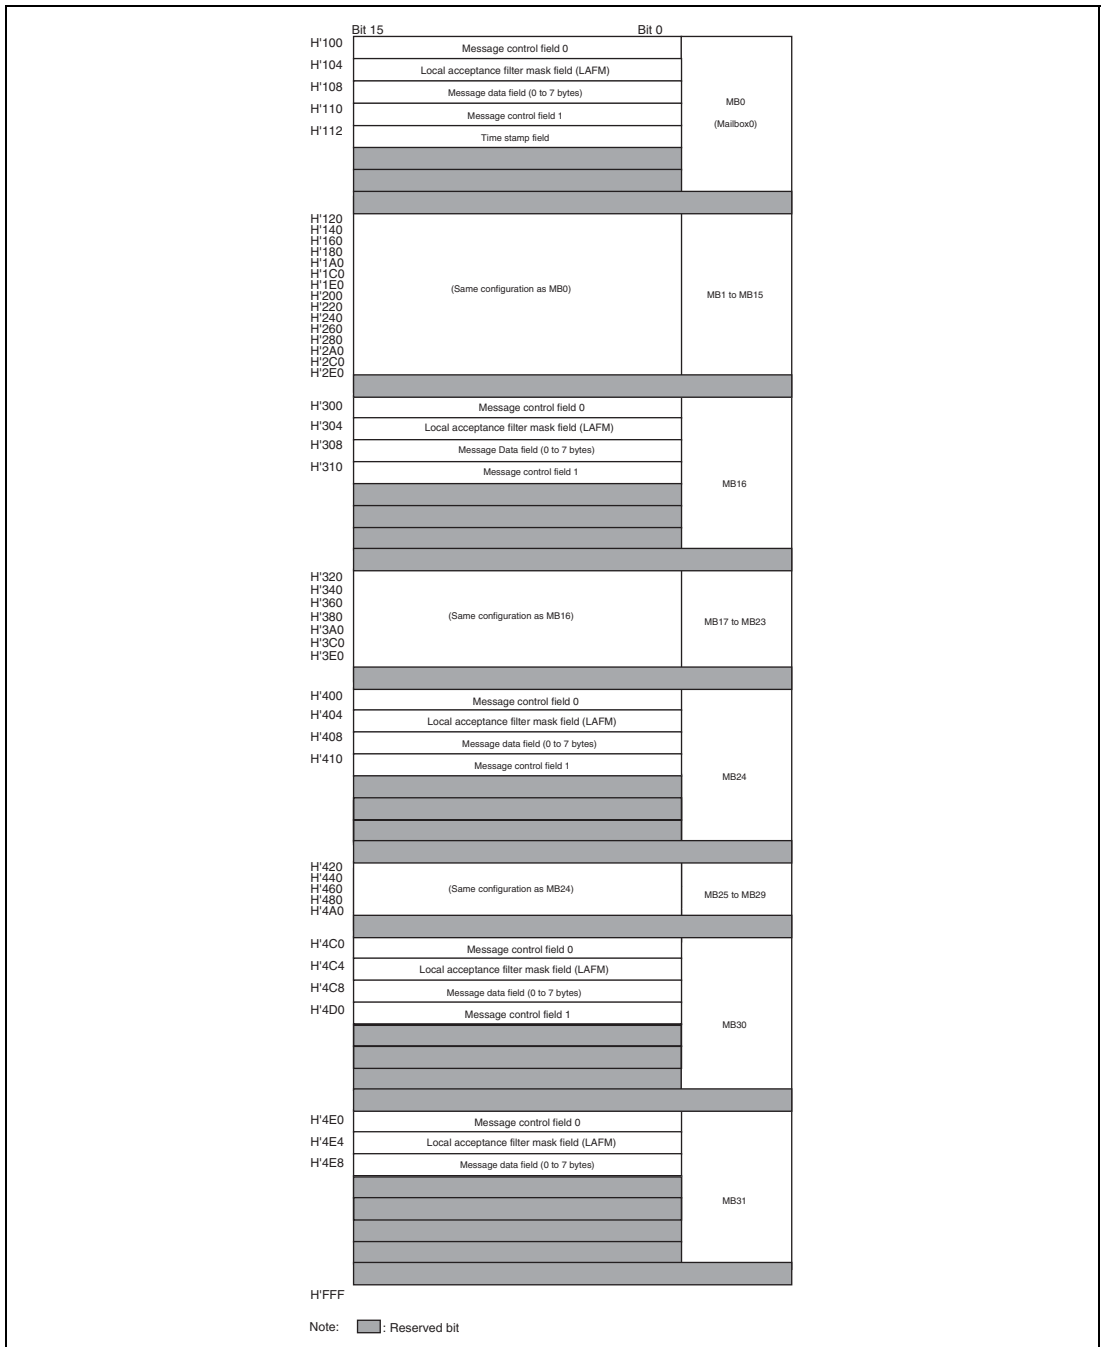 Bit 15 Bit 0
H'100 Message control field 0
H'104 Local acceptance filter mask field (LAFM)
H'108 Message data field (0 to 7 bytes)
MB0
(Mailbox0)
H'110 Message control field 1
H'112 Time stamp field
H'120
H'140
H'160
H'180
H'1A0
H'1C0
H'1E0
(Same configuration as MB0)
MB1 to MB15
H'200
H'220
H'240
H'260
H'280
H'2A0
H'2C0
H'2E0
H'300 Message control field 0
H'304 Local acceptance filter mask field (LAFM)
H'308 Message Data field (0 to 7 bytes)
H'310 Message control field 1
MB16
H'320
H'340
H'360
H'380
(Same configuration as MB16)
MB17 to MB23
H'3A0
H'3C0
H'3E0
H'400 Message control field 0
H'404 Local acceptance filter mask field (LAFM)
H'408 Message data field (0 to 7 bytes)
H'410 Message control field 1
MB24
H'420
H'440
H'460
(Same configuration as MB24)
MB25 to MB29
H'480
H'4A0
H'4C0 Message control field 0
H'4C4 Local acceptance filter mask field (LAFM)
H'4C8 Message data field (0 to 7 bytes)
H'4D0 Message control field 1
MB30
H'4E0 Message control field 0
H'4E4 Local acceptance filter mask field (LAFM)
H'4E8 Message data field (0 to 7 bytes)
MB31
H'FFF
Note: : Reserved bit